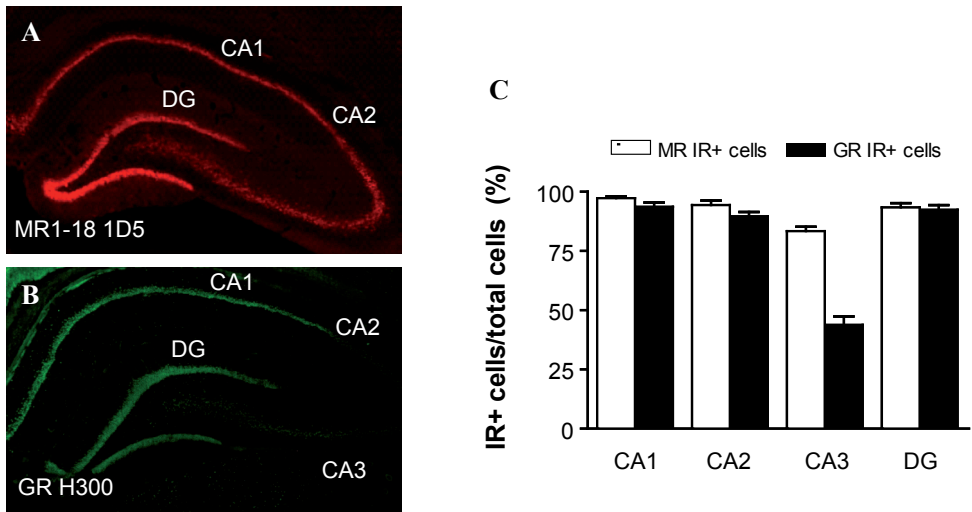 A
CA1
CA2
DG
MR1-18 1D5
B
CA1
CA2
DG
CA3
GR H300
C
MR IR+ cells
GR IR+ cells
IR+ cells/total cells (%)
100
75
50
25
0
CA1
CA2
CA3
DG